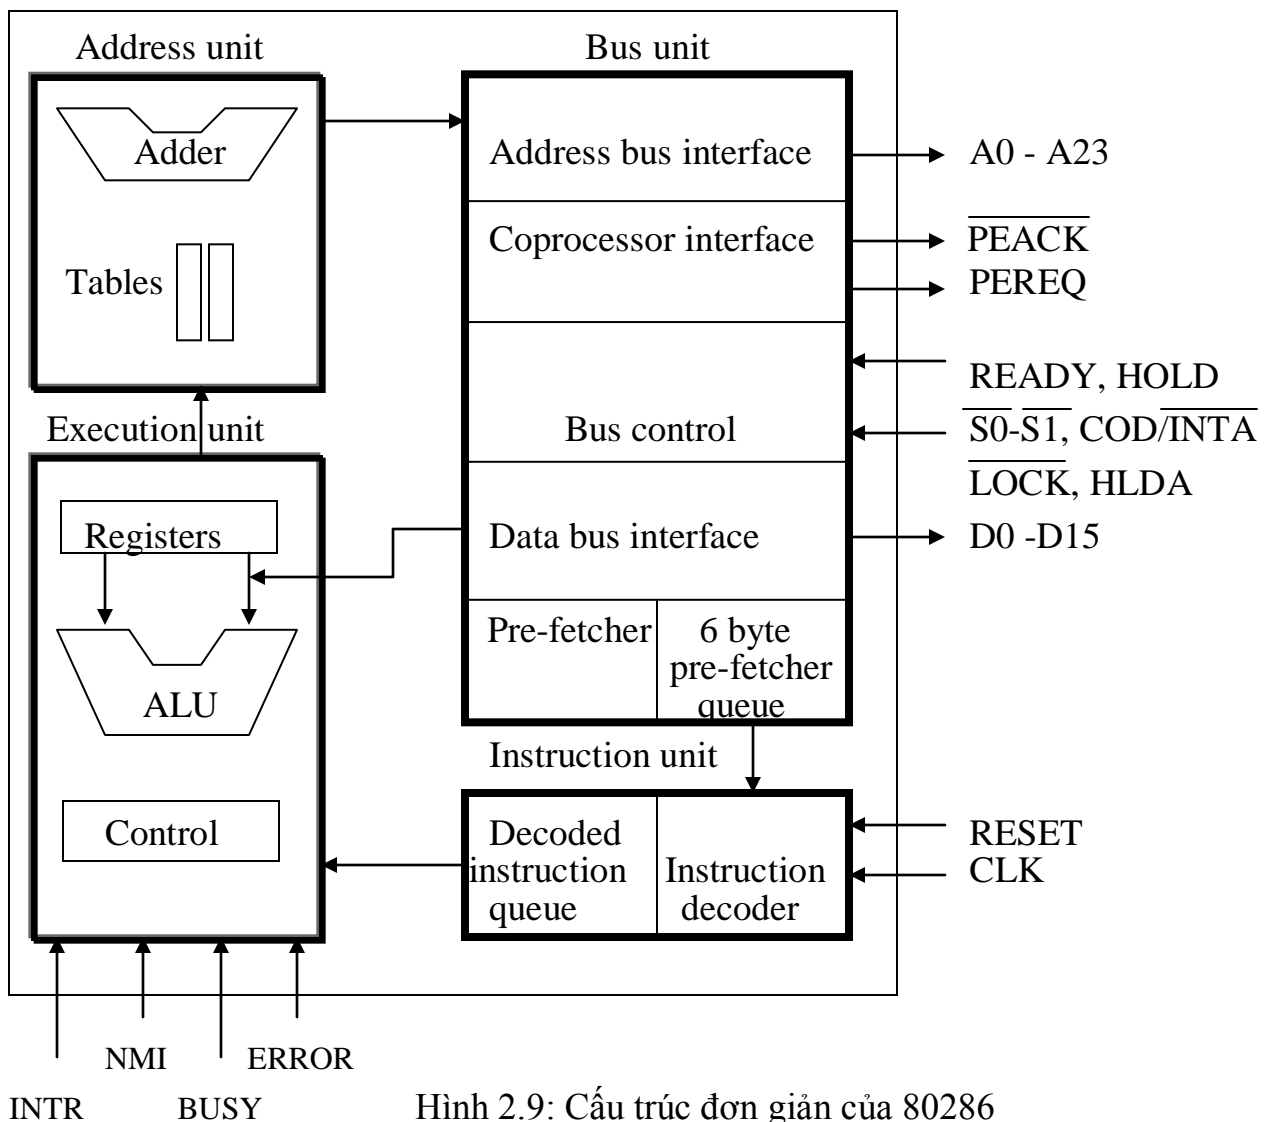 Address unit
Bus unit
Adder
Tables
Address bus interface
A0 - A23
Coprocessor interface
PEACK
PEREQ
READY, HOLD
Bus control
S0-S1, COD/INTA
LOCK, HLDA
Data bus interface
D0 -D15
Pre-fetcher
6 byte
pre-fetcher
queue
Execution unit
Registers
ALU
Control
Instruction unit
Decoded
instruction
queue
Instruction
decoder
RESET
CLK
NMI
ERROR
INTR
BUSY
Hình 2.9: Cấu trúc đơn giản của 80286